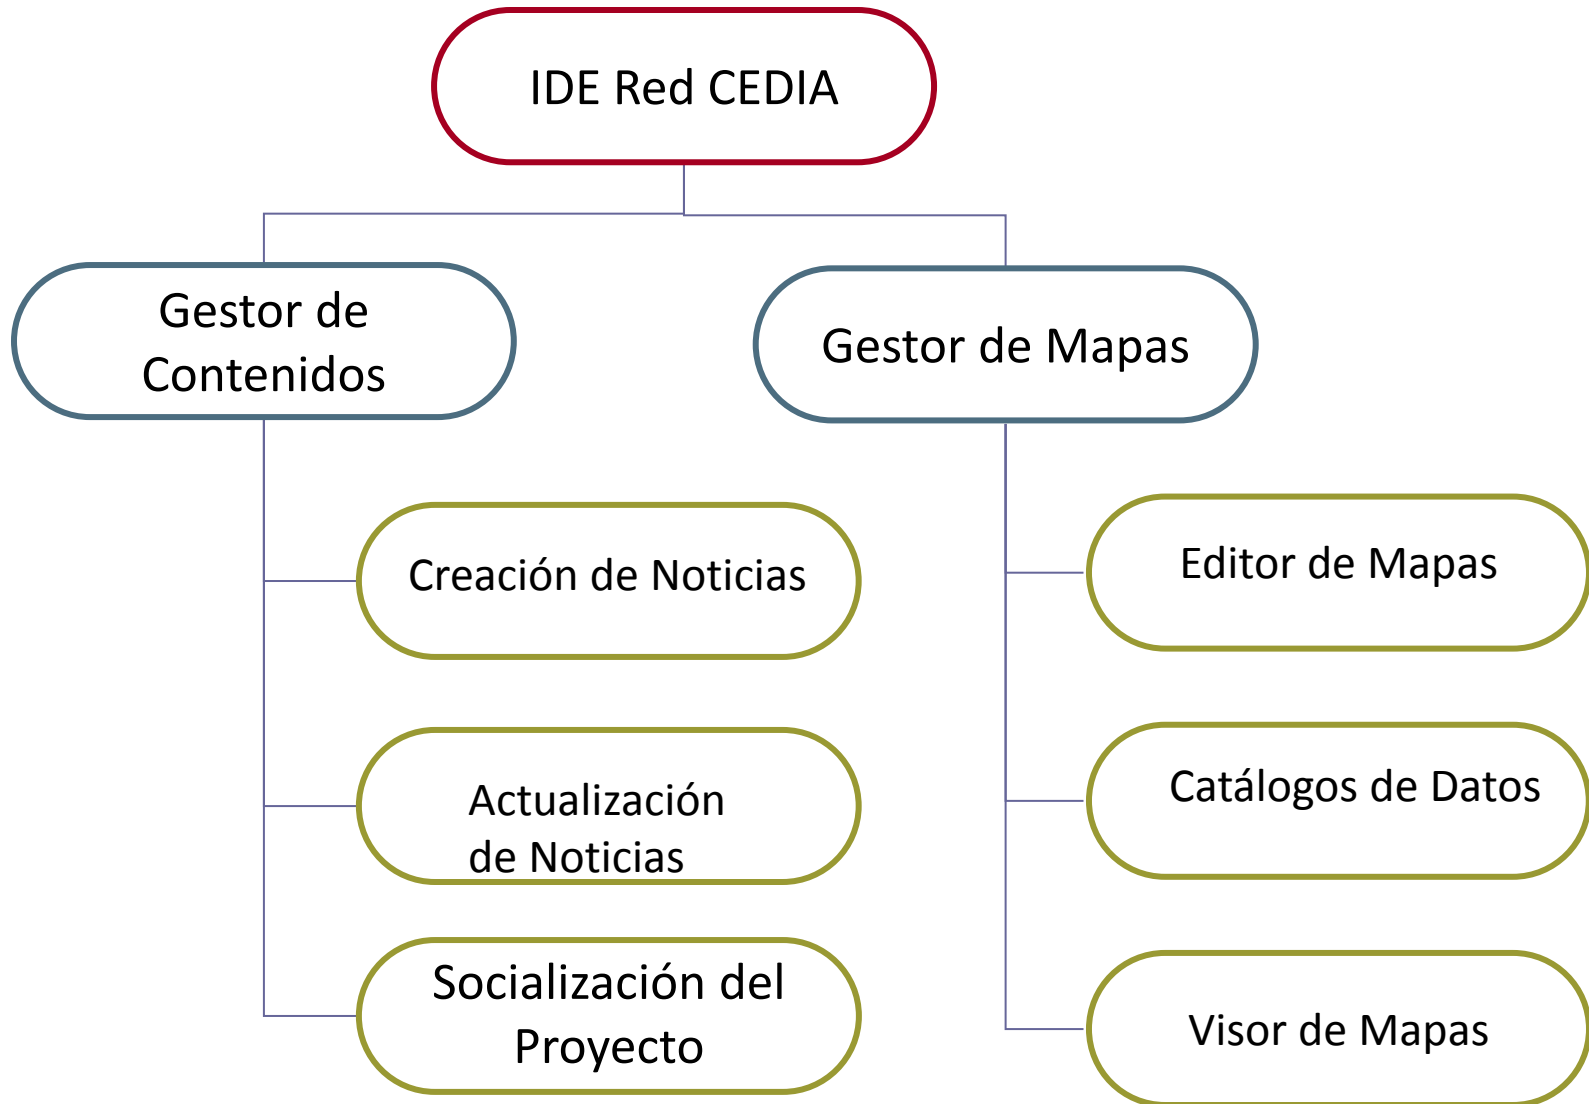 IDE Red CEDIA
Gestor de
Contenidos
Gestor de Mapas
Creación de Noticias
Actualización
de Noticias
Socialización del
Proyecto
Editor de Mapas
Catálogos de Datos
Visor de Mapas